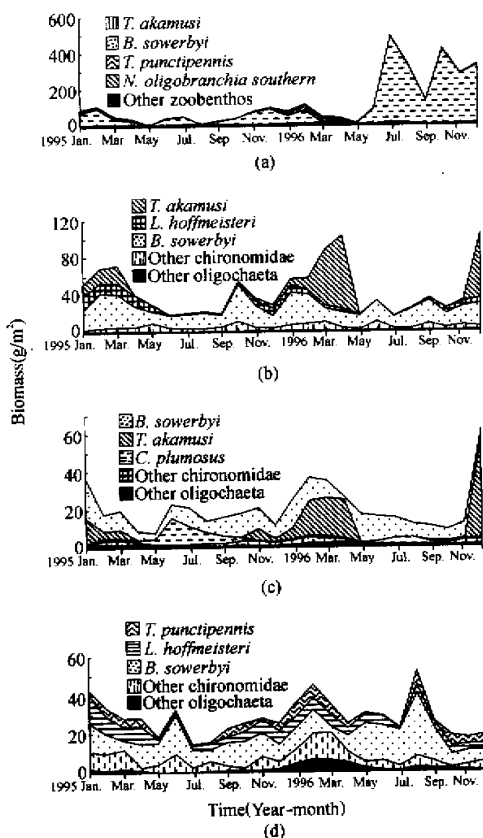 T. akamusi
B. sowerbyi
T. punctipennis
N. oligobranchia southern
Other zoobenthos
600
400
200
0
1995 Jan. Mar. May Jul. Sep. Nov. 1996 Mar. May Jul. Sep. Nov.
(a)
T. akamusi
L. hoffmeisteri
B. sowerbyi
Other chironomidae
Other oligochaeta
120
80
40
0
1995 Jan. Mar. May Jul. Sep. Nov. 1996 Mar. May Jul. Sep. Nov.
(b)
Biomass(g/m²)
B. sowerbyi
T. akamusi
C. plumosus
Other chironomidae
Other oligochaeta
60
40
20
0
1995 Jan. Mar. May Jul. Sep. Nov. 1996 Mar. May Jul. Sep. Nov.
(c)
T. punctipennis
L. hoffmeisteri
B. sowerbyi
Other chironomidae
Other oligochaeta
60
40
20
0
1995 Jan. Mar. May Jul. Sep. Nov. 1996 Mar. May Jul. Sep. Nov.
Time(Year-month)
(d)